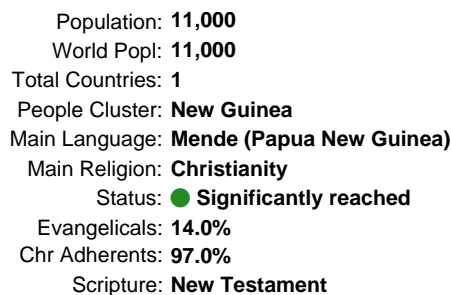 Population: 11,000
World Popl: 11,000
Total Countries: 1
People Cluster: New Guinea
Main Language: Mende (Papua New Guinea)
Main Religion: Christianity
Status: Significantly reached
Evangelicals: 14.0%
Chr Adherents: 97.0%
Scripture: New Testament